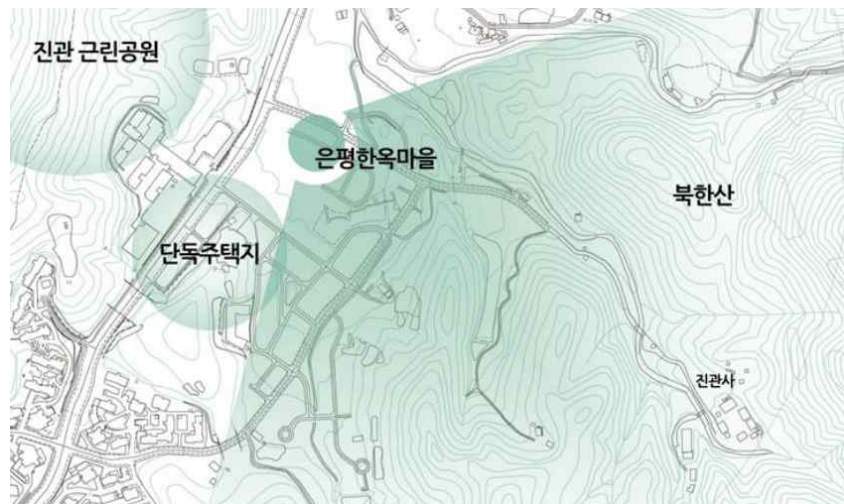 진관 근린공원
은평한옥마을
북한산
단독주택지
진관사